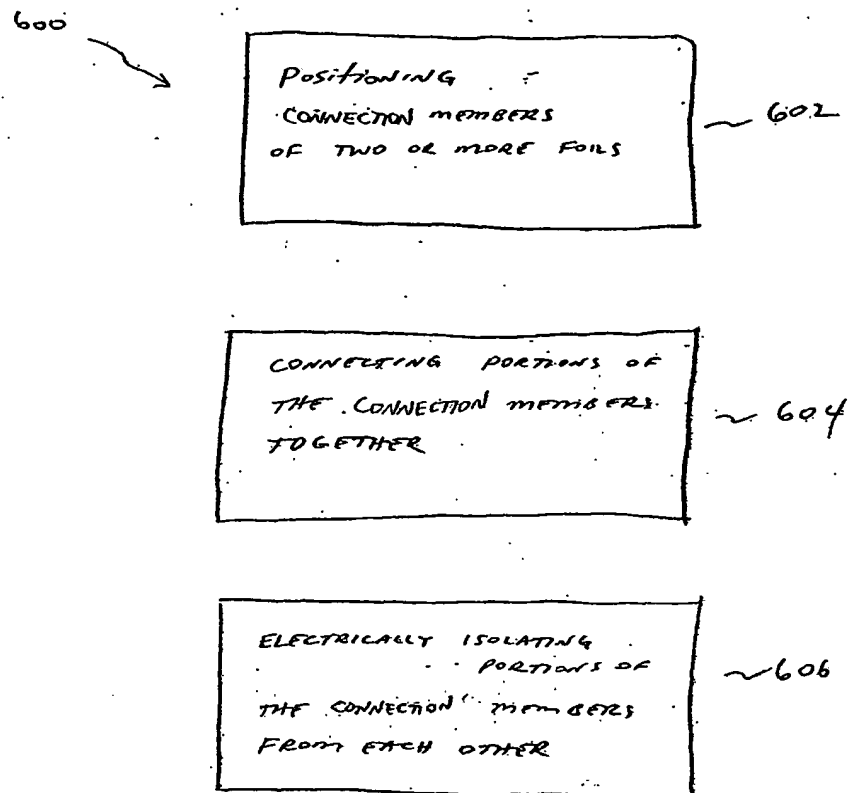 600
Positioning
CONNECTION MEMBERS
OF TWO OR MORE FOILS
602
CONNECTING PORTIONS OF
THE CONNECTION MEMBERS
TOGETHER
604
ELECTRICALLY ISOLATING
PORTIONS OF
THE CONNECTION MEMBERS
FROM EACH OTHER
606